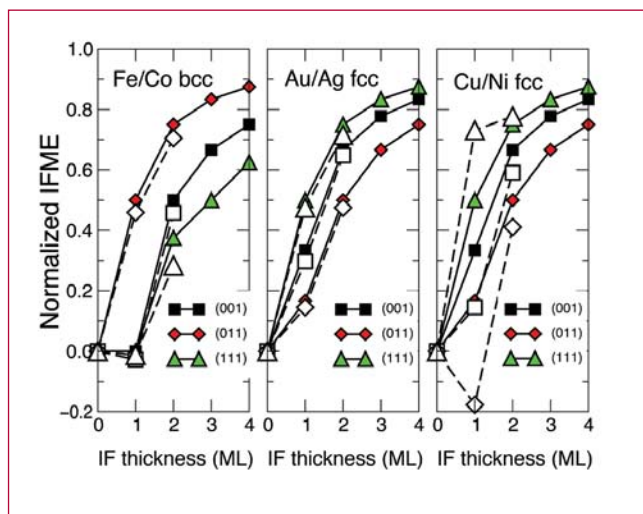 Normalized IFME
1.0
0.8
0.6
0.4
0.2
0.0
−0.2
Fe/Co bcc
(001)
(011)
(111)
0 1 2 3 4
IF thickness (ML)
Au/Ag fcc
(001)
(011)
(111)
0 1 2 3 4
IF thickness (ML)
Cu/Ni fcc
(001)
(011)
(111)
0 1 2 3 4
IF thickness (ML)